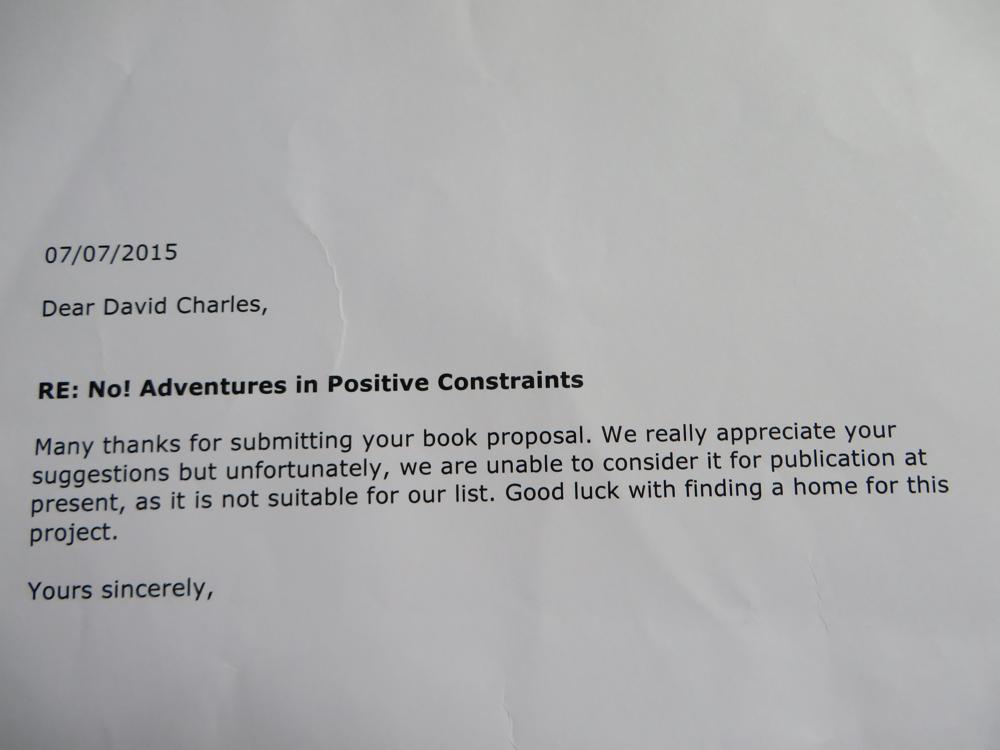 07/07/2015
Dear David Charles,
RE: No! Adventures in Positive Constraints
Many thanks for submitting your book proposal. We really appreciate your
suggestions but unfortunately, we are unable to consider it for publication at
present, as it is not suitable for our list. Good luck with finding a home for this
project.
Yours sincerely,